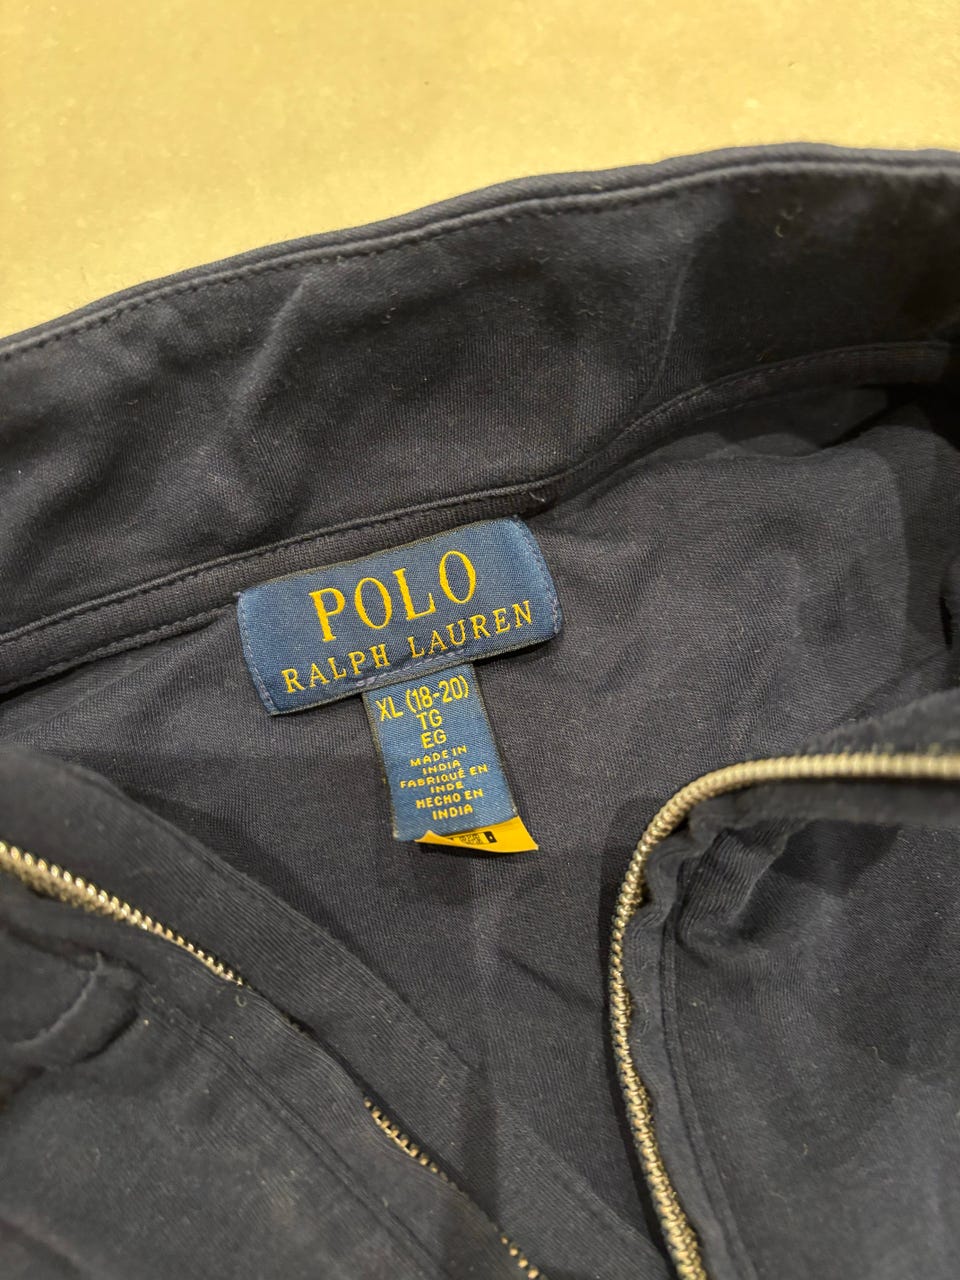 POLO
RALPH LAUREN
XL (18-20)
TG
EG
MADE IN
INDIA
FABRIQUÉ EN
INDE
HECHO EN
INDIA